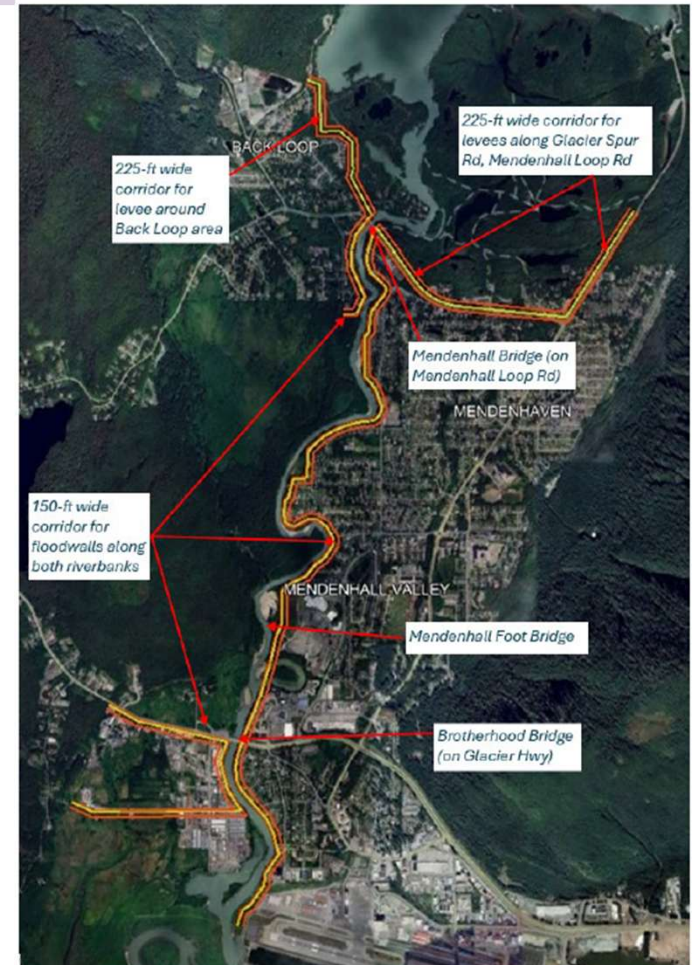 225-ft wide corridor for
levees along Glacier Spur
Rd, Mendenhall Loop Rd
BACK LOOP
225-ft wide
corridor for
levee around
Back Loop area
Mendenhall Bridge (on
Mendenhall Loop Rd)
MENDENHAVEN
150-ft wide
corridor for
floodwalls along
both riverbanks
MENDENHALL VALLEY
Mendenhall Foot Bridge
Brotherhood Bridge
(on Glacier Hwy)